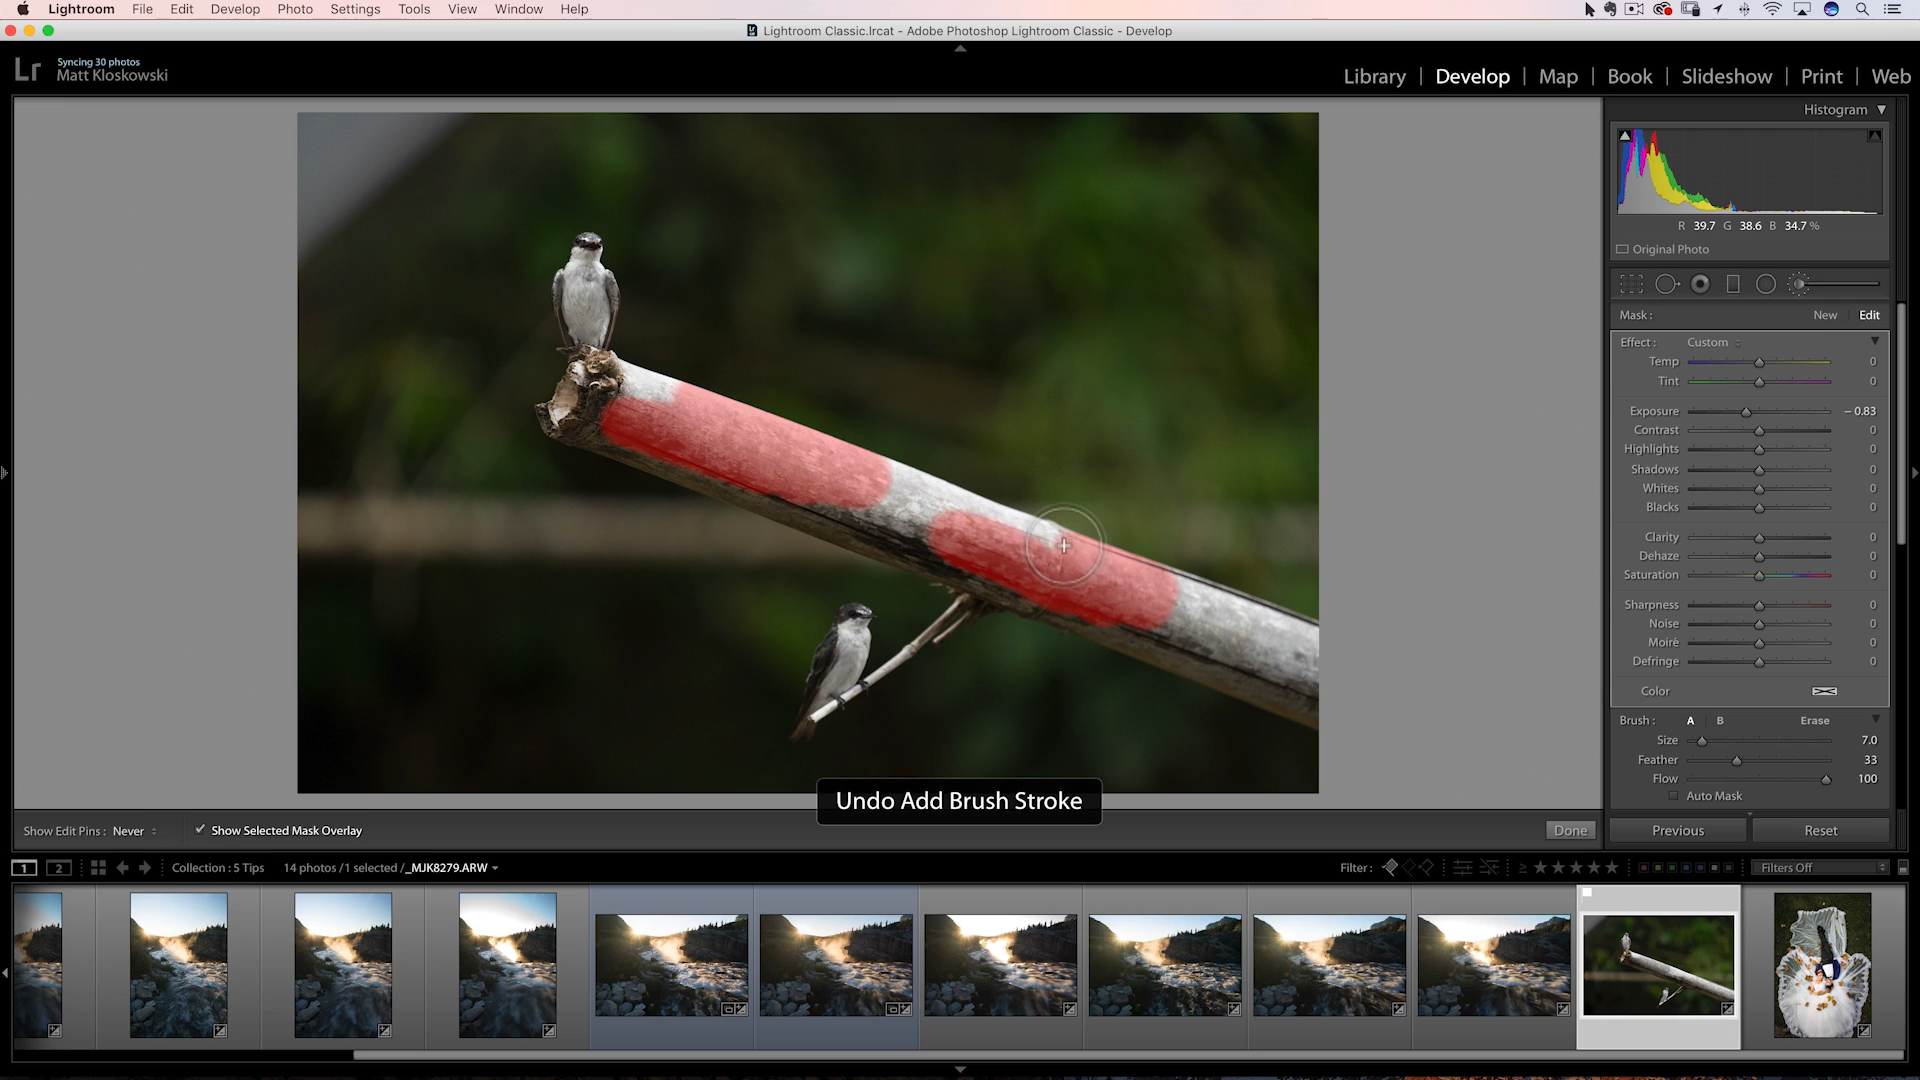 Lightroom File Edit Develop Photo Settings Tools View Window Help
Lightroom Classic.lrcat - Adobe Photoshop Lightroom Classic - Develop
Lr
Syncing 30 photos
Matt Kloskowski
Library | Develop | Map | Book | Slideshow | Print | Web
Histogram
R 39.7 G 38.6 B 34.7 %
Original Photo
Mask : New Edit
Effect : Custom
Temp 0
Tint 0
Exposure – 0.83
Contrast 0
Highlights 0
Shadows 0
Whites 0
Blacks 0
Clarity 0
Dehaze 0
Saturation 0
Sharpness 0
Noise 0
Moiré 0
Defringe 0
Color
Brush : A B Erase
Size 7.0
Feather 33
Flow 100
Auto Mask
Undo Add Brush Stroke
Show Edit Pins : Never Show Selected Mask Overlay Done
Previous Reset
1 2 Collection : 5 Tips 14 photos /1 selected /_MJK8279.ARW Filter : ≥ ★★★★★ Filters Off